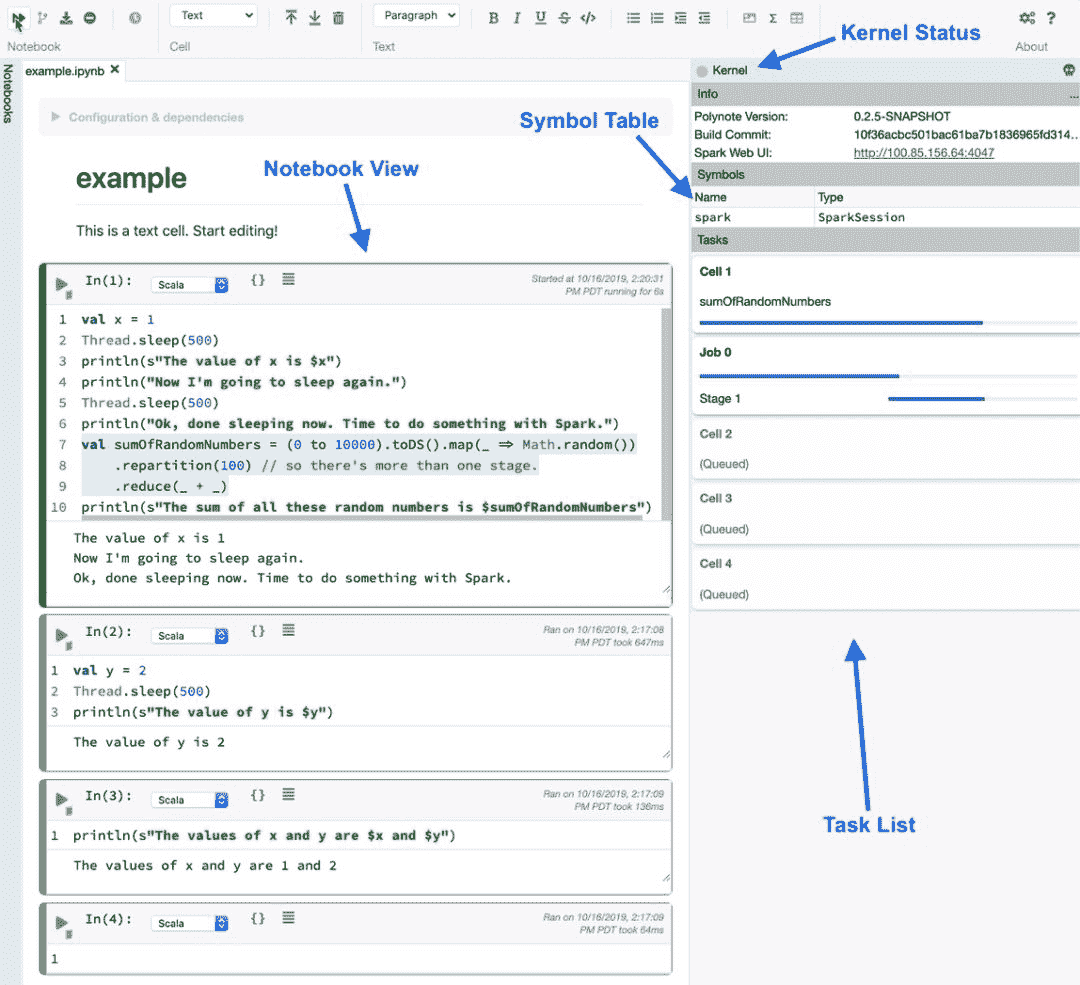 Text
Paragraph
B I U S </>
Σ
?
Notebook
Cell
Text
About
Kernel Status
Notebooks
example.ipynb ✕
Configuration & dependencies
Symbol Table
Notebook View
example
This is a text cell. Start editing!
In(1):
Scala
{}
Started at 10/16/2019, 2:20:31
PM PDT running for 6s
1 val x = 1
2 Thread.sleep(500)
3 println(s"The value of x is $x")
4 println("Now I'm going to sleep again.")
5 Thread.sleep(500)
6 println("Ok, done sleeping now. Time to do something with Spark.")
7 val sumOfRandomNumbers = (0 to 10000).toDS().map(_ ⇒ Math.random())
8 .repartition(100) // so there's more than one stage.
9 .reduce(_ + _)
10 println(s"The sum of all these random numbers is $sumOfRandomNumbers")
The value of x is 1
Now I'm going to sleep again.
Ok, done sleeping now. Time to do something with Spark.
In(2):
Scala
{}
Ran on 10/16/2019, 2:17:08
PM PDT took 647ms
1 val y = 2
2 Thread.sleep(500)
3 println(s"The value of y is $y")
The value of y is 2
In(3):
Scala
{}
Ran on 10/16/2019, 2:17:09
PM PDT took 136ms
1 println(s"The values of x and y are $x and $y")
The values of x and y are 1 and 2
In(4):
Scala
{}
Ran on 10/16/2019, 2:17:09
PM PDT took 64ms
1
Kernel
Info
...
Polynote Version: 0.2.5-SNAPSHOT
Build Commit: 10f36acbc501bac61ba7b1836965fd314...
Spark Web UI: http://100.85.156.64:4047
Symbols
Name Type
spark SparkSession
Tasks
Cell 1
sumOfRandomNumbers
Job 0
Stage 1
Cell 2
(Queued)
Cell 3
(Queued)
Cell 4
(Queued)
Task List